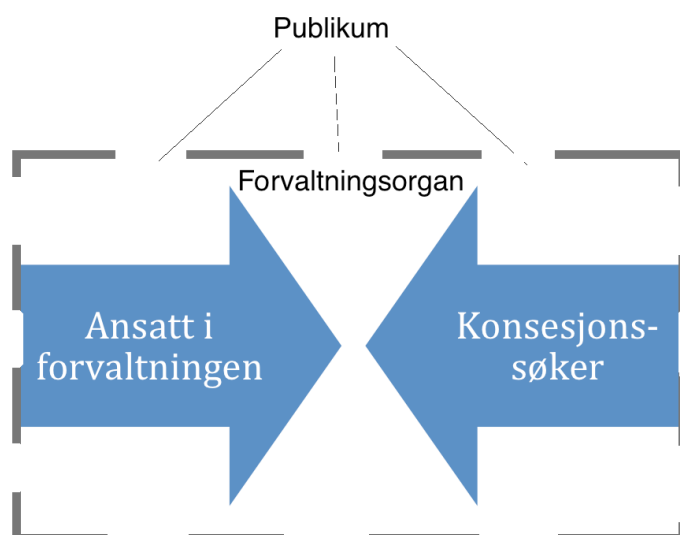 Publikum
Forvaltningsorgan
Ansatt i
forvaltningen
Konsesjons-
søker